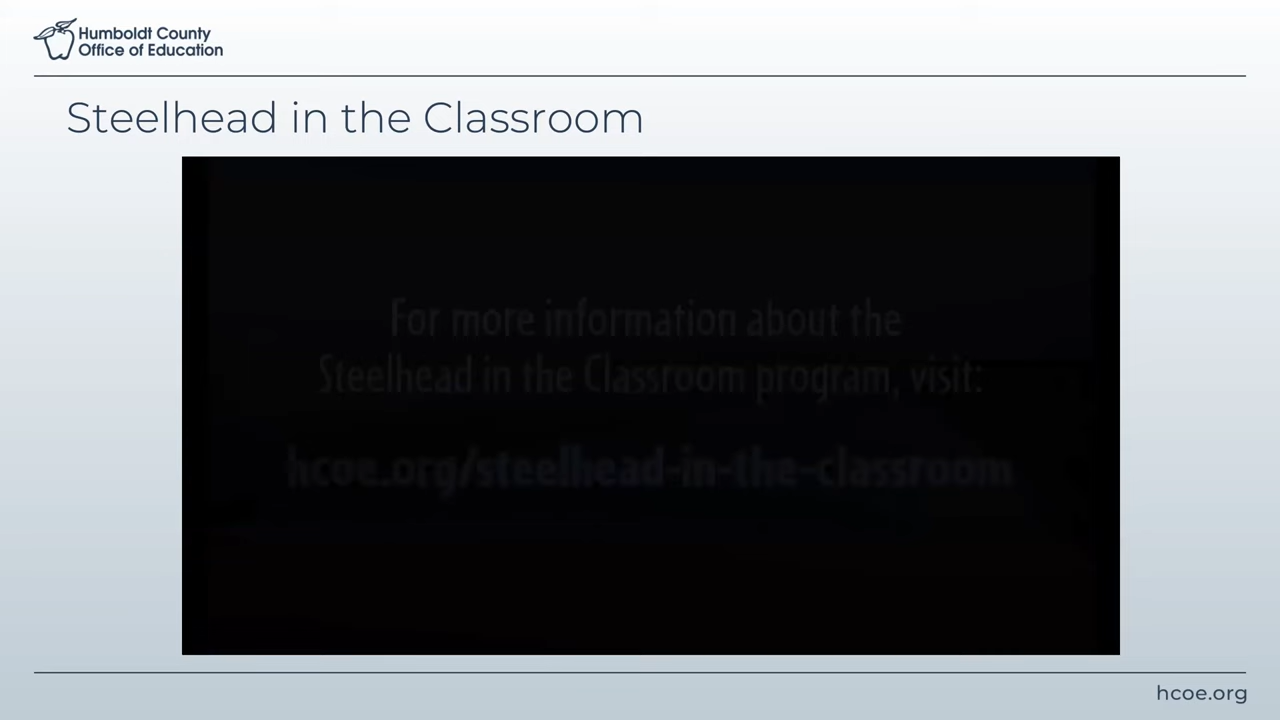 Humboldt County
Office of Education
Steelhead in the Classroom
For more information about the
Steelhead in the Classroom program, visit:
hcoe.org/steelhead-in-the-classroom
hcoe.org